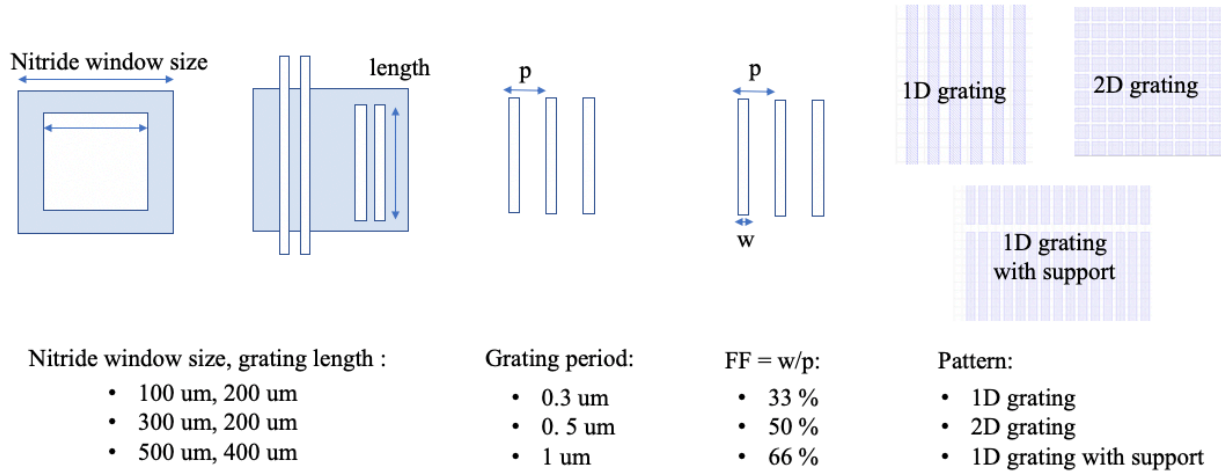 Nitride window size
length
p
p
w
1D grating
2D grating
1D grating
with support
Nitride window size, grating length :
• 100 um, 200 um
• 300 um, 200 um
• 500 um, 400 um
Grating period:
• 0.3 um
• 0. 5 um
• 1 um
FF = w/p:
• 33 %
• 50 %
• 66 %
Pattern:
• 1D grating
• 2D grating
• 1D grating with support